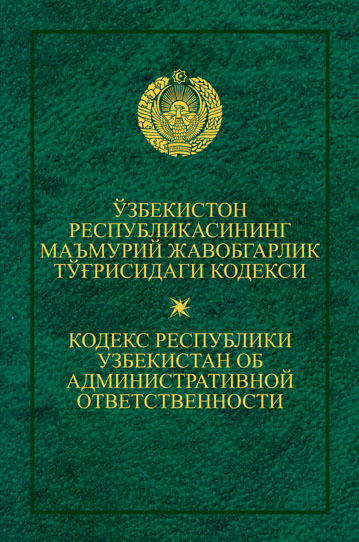 ЎЗБЕКИСТОН
РЕСПУБЛИКАСИНИНГ
МАЪМУРИЙ ЖАВОБГАРЛИК
ТЎҒРИСИДАГИ КОДЕКСИ
КОДЕКС РЕСПУБЛИКИ
УЗБЕКИСТАН ОБ
АДМИНИСТРАТИВНОЙ
ОТВЕТСТВЕННОСТИ